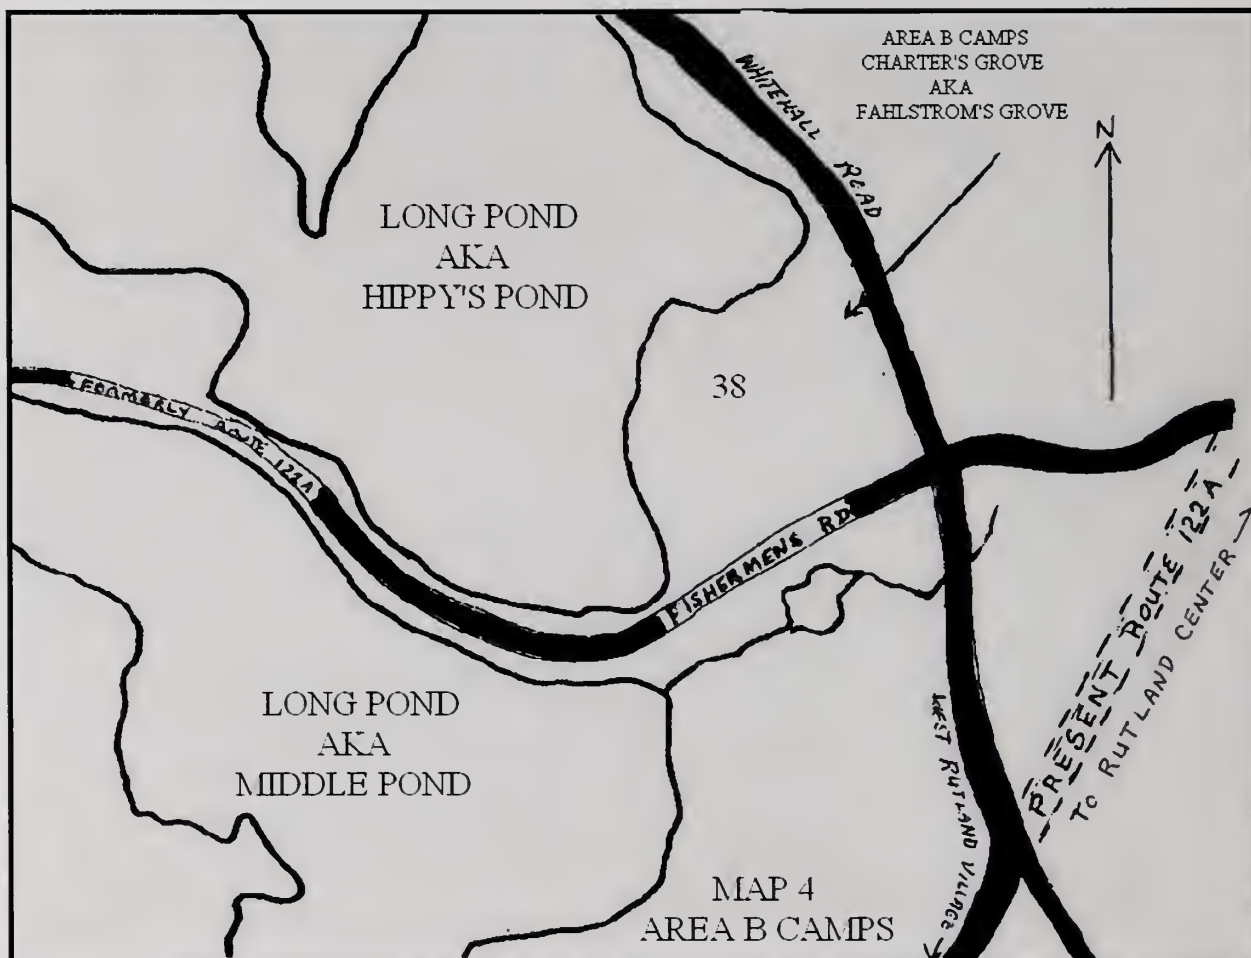 AREA B CAMPS
CHARTER'S GROVE
AKA
FAHLSTROM'S GROVE
WHITEHALL ROAD
N
LONG POND
AKA
HIPPY'S POND
38
FORMERLY ROUTE 122A
FISHERMENS RD
PRESENT ROUTE 122A
TO RUTLAND CENTER
LONG POND
AKA
MIDDLE POND
WEST RUTLAND VILLAGE
MAP 4
AREA B CAMPS